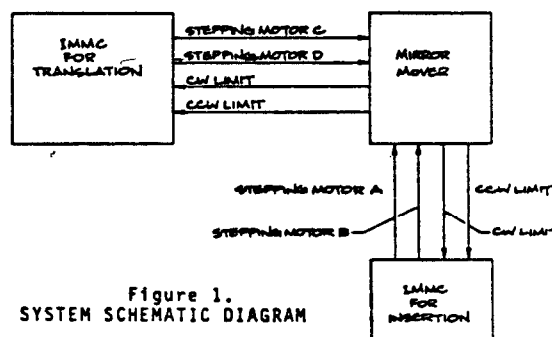 IMMC
FOR
TRANSLATION
STEPPING MOTOR C
STEPPING MOTOR D
CW LIMIT
CCW LIMIT
MIRROR
MOVER
STEPPING MOTOR A
CCW LIMIT
STEPPING MOTOR B
CW LIMIT
IMMC
FOR
INSERTION
Figure 1.
SYSTEM SCHEMATIC DIAGRAM